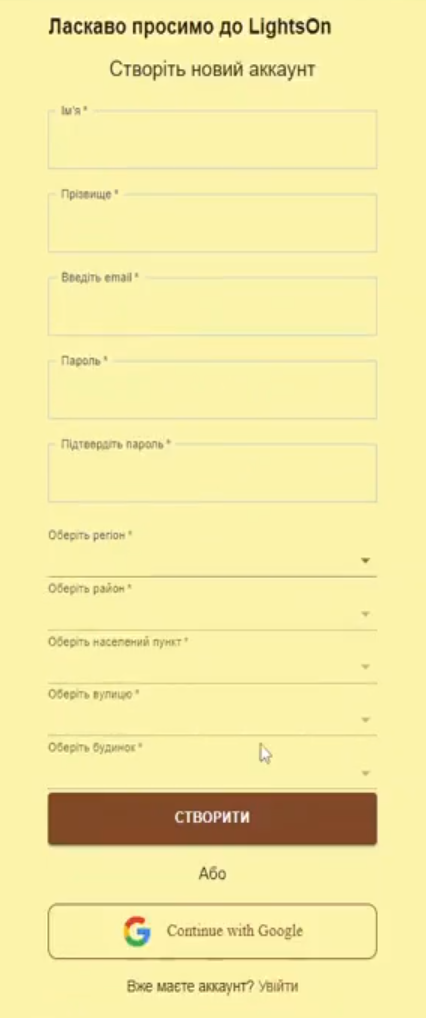 Ласкаво просимо до LightsOn
Створіть новий аккаунт
Ім'я *
Прізвище *
Введіть email *
Пароль *
Підтвердіть пароль *
Оберіть регіон *
Оберіть район *
Оберіть населений пункт *
Оберіть вулицю *
Оберіть будинок *
СТВОРИТИ
Або
Continue with Google
Вже маєте аккаунт? Увійти